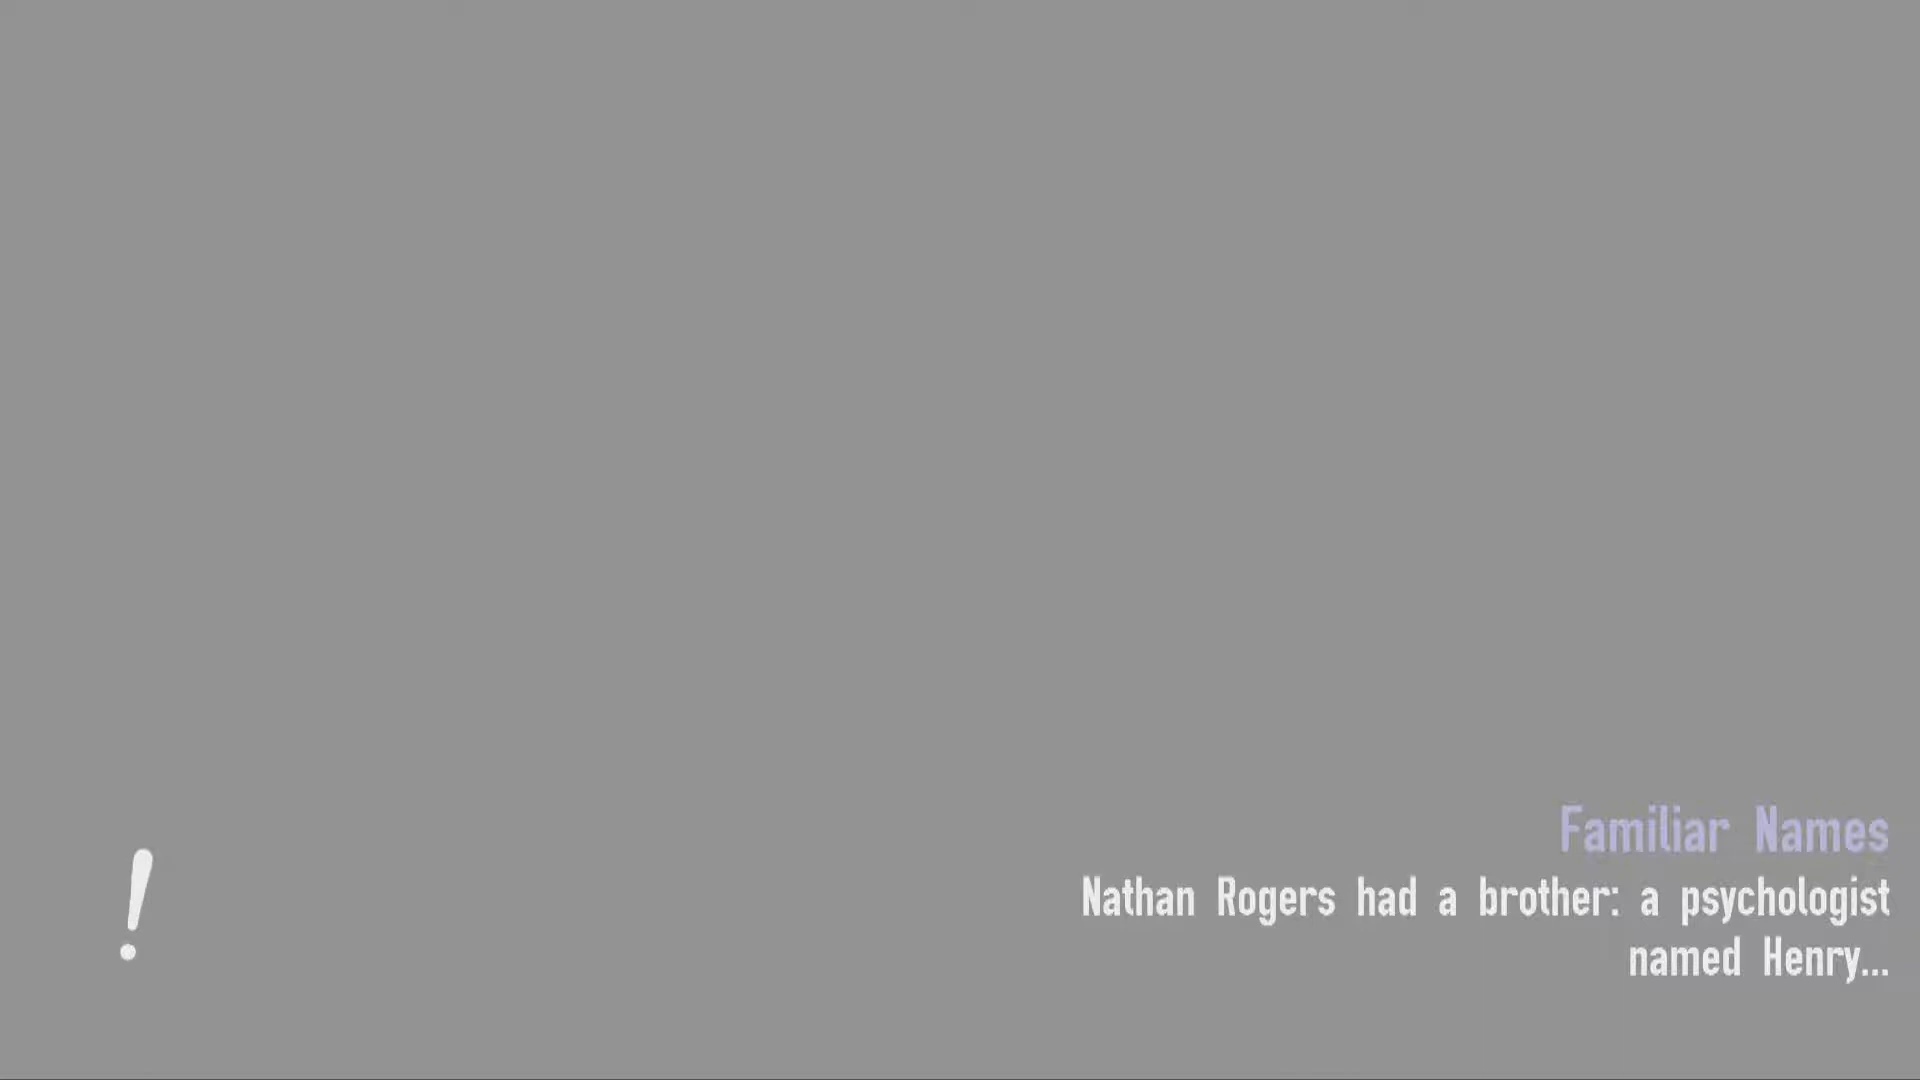 Familiar Names
Nathan Rogers had a brother: a psychologist
named Henry...
!